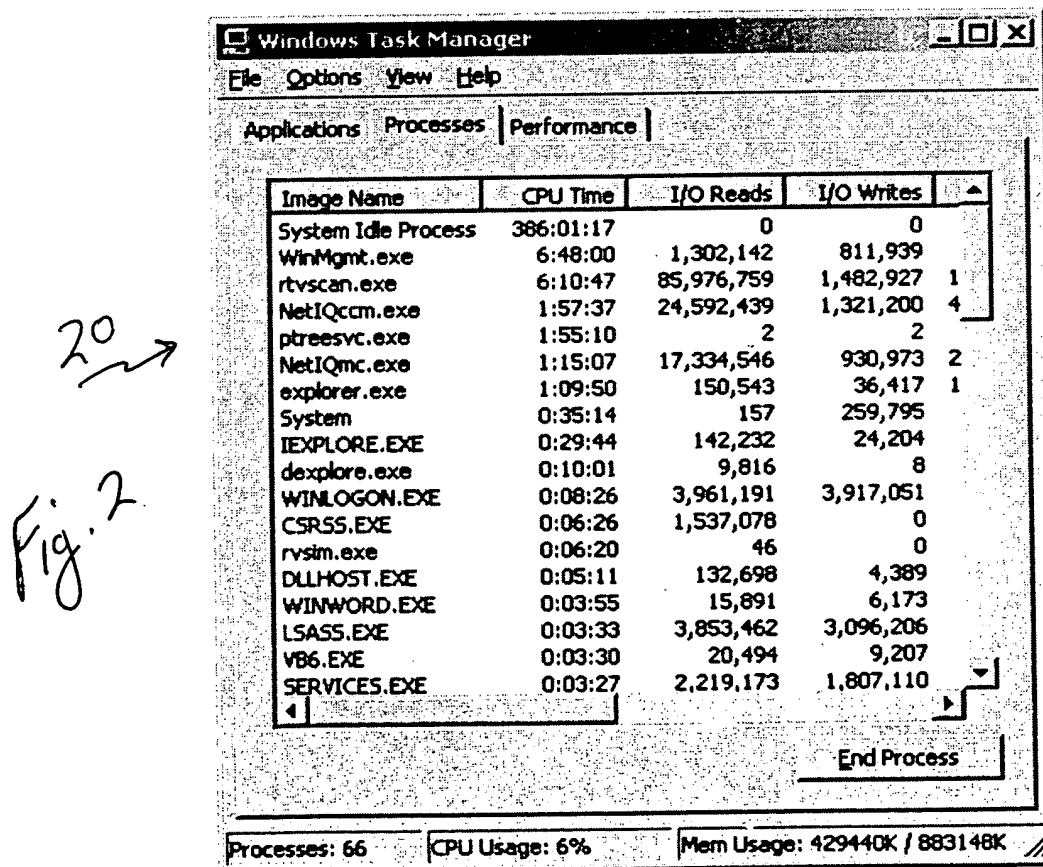 Windows Task Manager
File Options View Help
Applications Processes Performance
Image Name CPU Time I/O Reads I/O Writes
System Idle Process 386:01:17 0 0
WinMgmt.exe 6:48:00 1,302,142 811,939
rtvscan.exe 6:10:47 85,976,759 1,482,927 1
NetIQccm.exe 1:57:37 24,592,439 1,321,200 4
ptreesvc.exe 1:55:10 2 2
NetIQmc.exe 1:15:07 17,334,546 930,973 2
explorer.exe 1:09:50 150,543 36,417 1
System 0:35:14 157 259,795
IEXPLORE.EXE 0:29:44 142,232 24,204
dexplore.exe 0:10:01 9,816 8
WINLOGON.EXE 0:08:26 3,961,191 3,917,051
CSRSS.EXE 0:06:26 1,537,078 0
rvsim.exe 0:06:20 46 0
DLLHOST.EXE 0:05:11 132,698 4,389
WINWORD.EXE 0:03:55 15,891 6,173
LSASS.EXE 0:03:33 3,853,462 3,096,206
VB6.EXE 0:03:30 20,494 9,207
SERVICES.EXE 0:03:27 2,219,173 1,807,110
End Process
Processes: 66 CPU Usage: 6% Mem Usage: 429440K / 883148K
20
Fig. 2